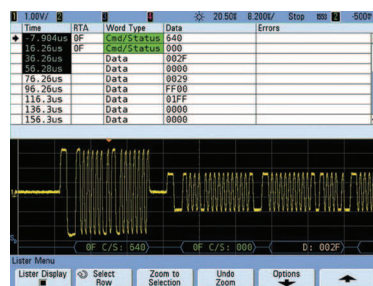 1 1.00V/ 2 20.50s 8.200s/ Stop 2 -500
Time RTA Word Type Data Errors
-7.904us 0F Cmd/Status 640
16.26us 0F Cmd/Status 000
36.26us Data 002F
56.28us Data 0000
76.26us Data 0029
96.26us Data FF00
116.3us Data 01FF
136.3us Data 0000
156.3us Data 0000
0F C/S: 640 0F C/S: 000 D: 002F
Lister Menu
Lister Display Select Row Zoom to Selection Undo Zoom Options